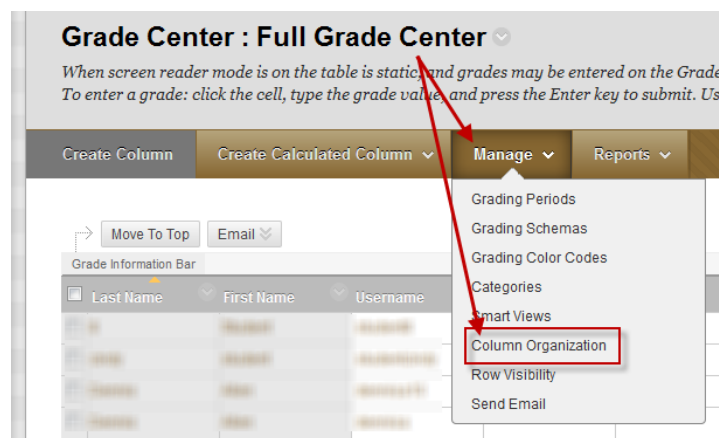 Grade Center : Full Grade Center
When screen reader mode is on the table is static, and grades may be entered on the Grade
To enter a grade: click the cell, type the grade value, and press the Enter key to submit. Us
Create Column Create Calculated Column Manage Reports
Grading Periods
Grading Schemas
Move To Top Email
Grading Color Codes
Grade Information Bar
Categories
Last Name First Name Username
Smart Views
Column Organization
Row Visibility
Send Email